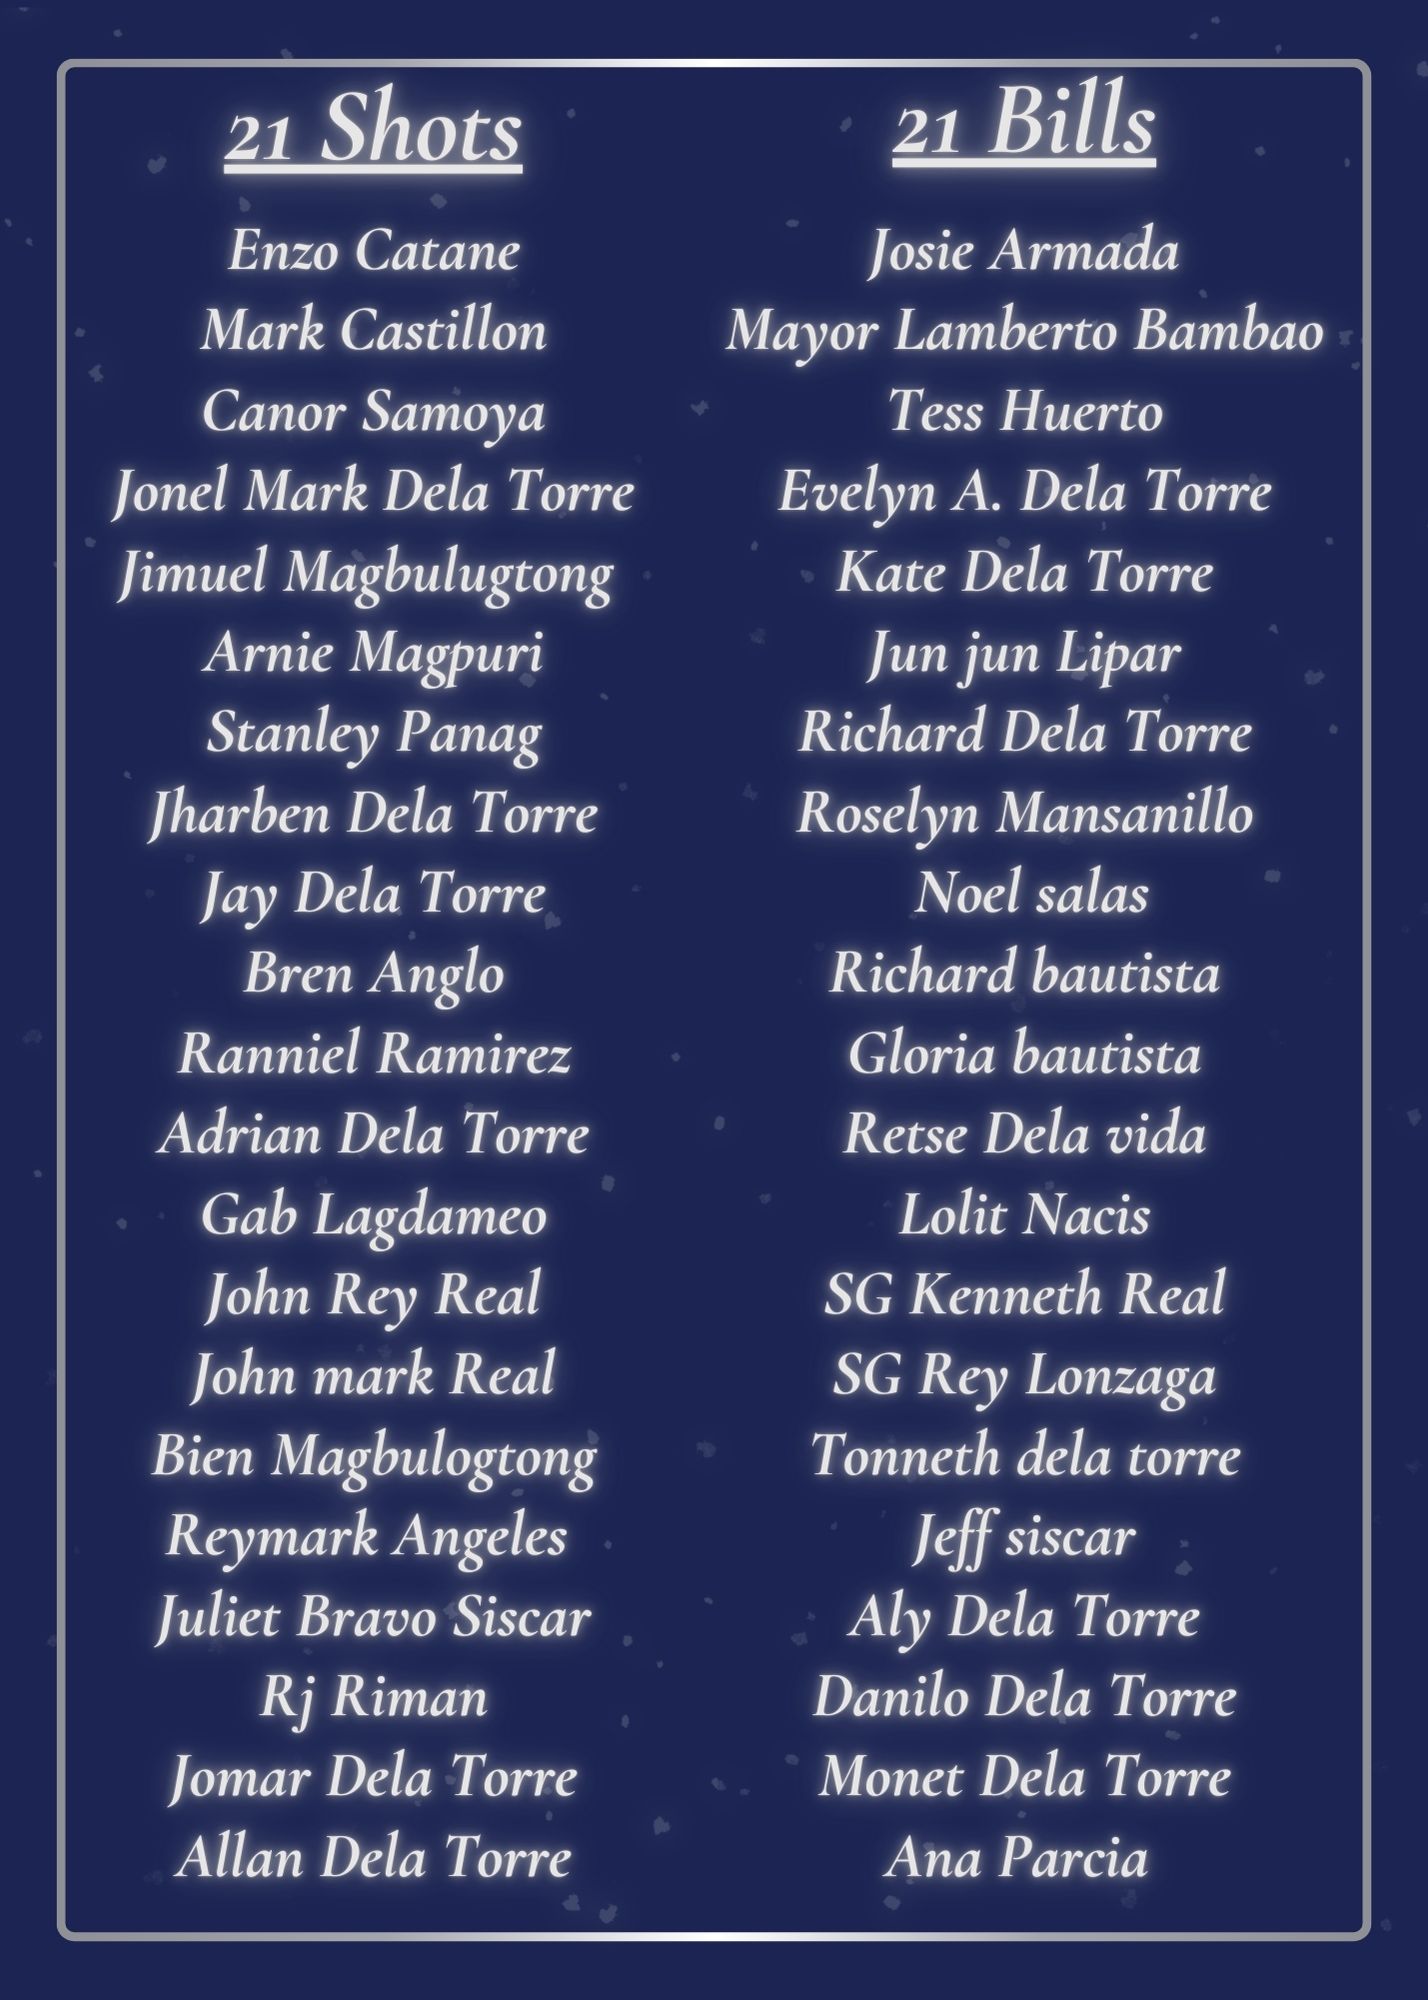 21 Shots
Enzo Catane
Mark Castillon
Canor Samoya
Jonel Mark Dela Torre
Jimuel Magbulugtong
Arnie Magpuri
Stanley Panag
Jharben Dela Torre
Jay Dela Torre
Bren Anglo
Ranniel Ramirez
Adrian Dela Torre
Gab Lagdameo
John Rey Real
John mark Real
Bien Magbulogtong
Reymark Angeles
Juliet Bravo Siscar
Rj Riman
Jomar Dela Torre
Allan Dela Torre
21 Bills
Josie Armada
Mayor Lamberto Bambao
Tess Huerto
Evelyn A. Dela Torre
Kate Dela Torre
Jun jun Lipar
Richard Dela Torre
Roselyn Mansanillo
Noel salas
Richard bautista
Gloria bautista
Retse Dela vida
Lolit Nacis
SG Kenneth Real
SG Rey Lonzaga
Tonneth dela torre
Jeff siscar
Aly Dela Torre
Danilo Dela Torre
Monet Dela Torre
Ana Parcia